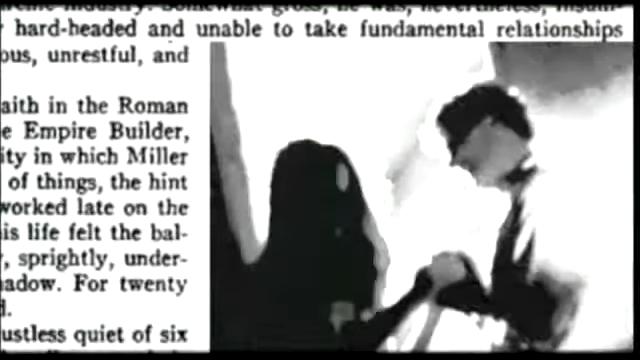 hard-headed and unable to take fundamental relationships
ous, unrestful, and
aith in the Roman
e Empire Builder,
ity in which Miller
of things, the hint
worked late on the
is life felt the bal-
, sprightly, under-
adow. For twenty
d.
ustless quiet of six